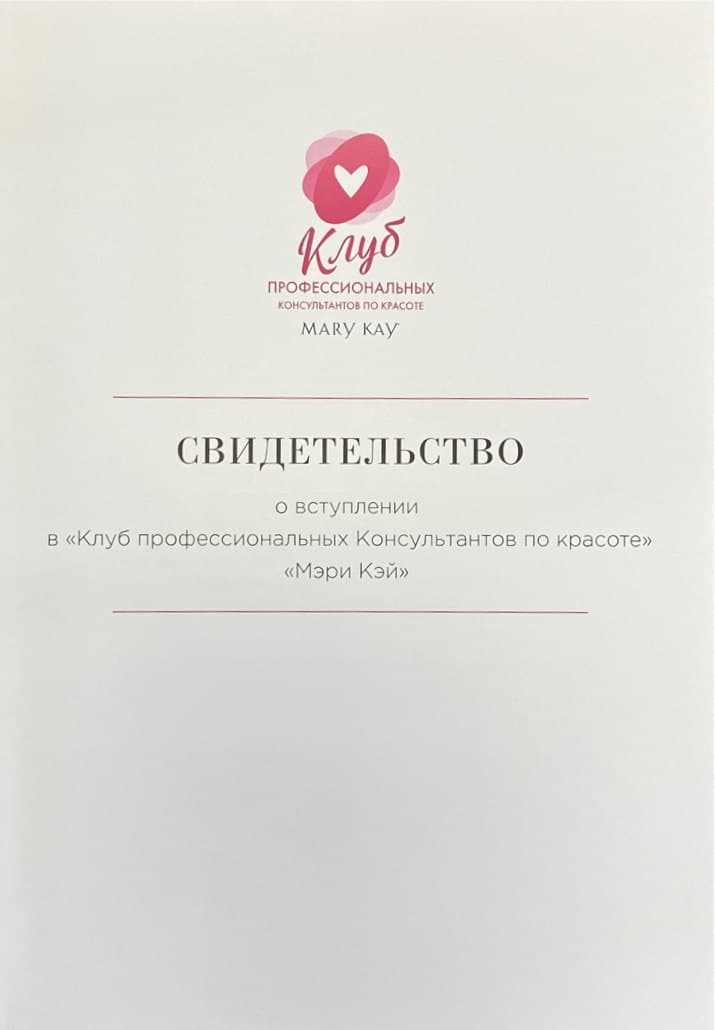 Клуб
ПРОФЕССИОНАЛЬНЫХ
КОНСУЛЬТАНТОВ ПО КРАСОТЕ
MARY KAY
СВИДЕТЕЛЬСТВО
о вступлении
в «Клуб профессиональных Консультантов по красоте»
«Мэри Кэй»